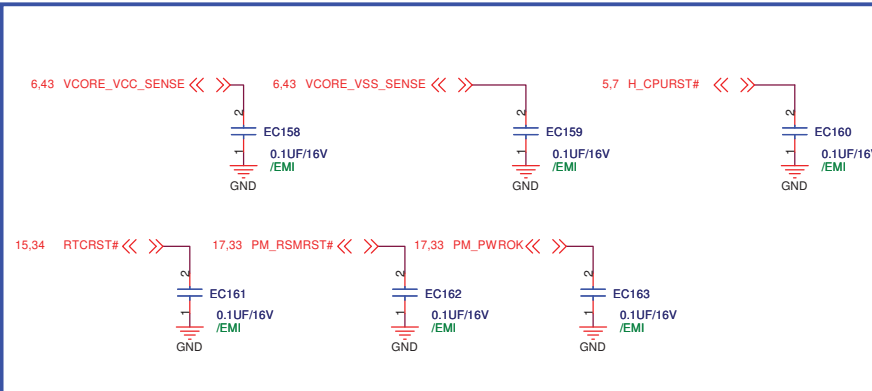 6,43 VCORE_VCC_SENSE
6,43 VCORE_VSS_SENSE
5,7 H_CPURST#
2
EC158
1
0.1UF/16V
/EMI
GND
2
EC159
1
0.1UF/16V
/EMI
GND
2
EC160
1
0.1UF/16V
/EMI
GND
15,34 RTCRST#
17,33 PM_RSMRST#
17,33 PM_PWROK
2
EC161
1
0.1UF/16V
/EMI
GND
2
EC162
1
0.1UF/16V
/EMI
GND
2
EC163
1
0.1UF/16V
/EMI
GND